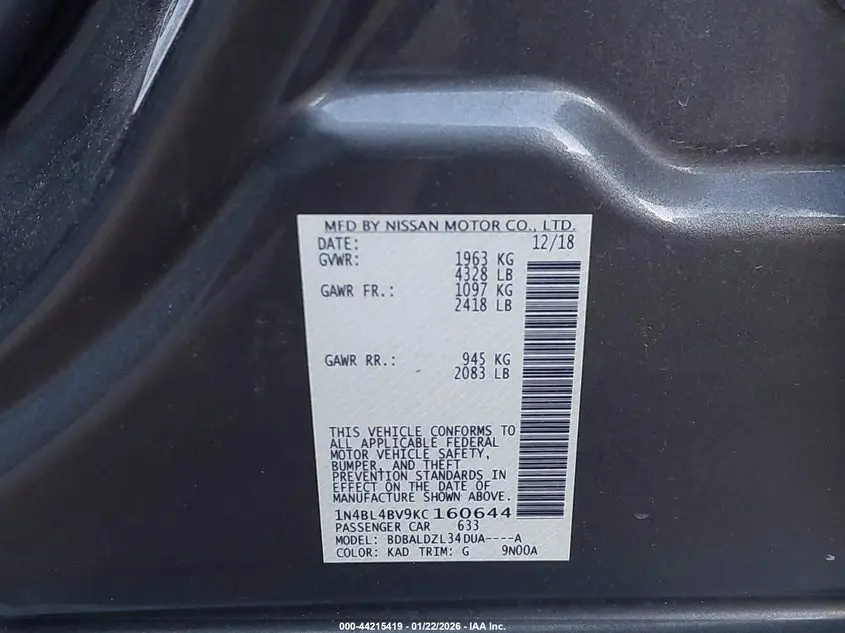 MFD BY NISSAN MOTOR CO., LTD.
DATE: 12/18
GVWR: 1963 KG
4328 LB
GAWR FR.: 1097 KG
2418 LB
GAWR RR.: 945 KG
2083 LB
THIS VEHICLE CONFORMS TO
ALL APPLICABLE FEDERAL
MOTOR VEHICLE SAFETY,
BUMPER, AND THEFT
PREVENTION STANDARDS IN
EFFECT ON THE DATE OF
MANUFACTURE SHOWN ABOVE.
1N4BL4BV9KC160644
PASSENGER CAR 633
MODEL: BDBALDZL34DUA----A
COLOR: KAD TRIM: G 9N00A
000-44215419 - 01/22/2026 - IAA Inc.